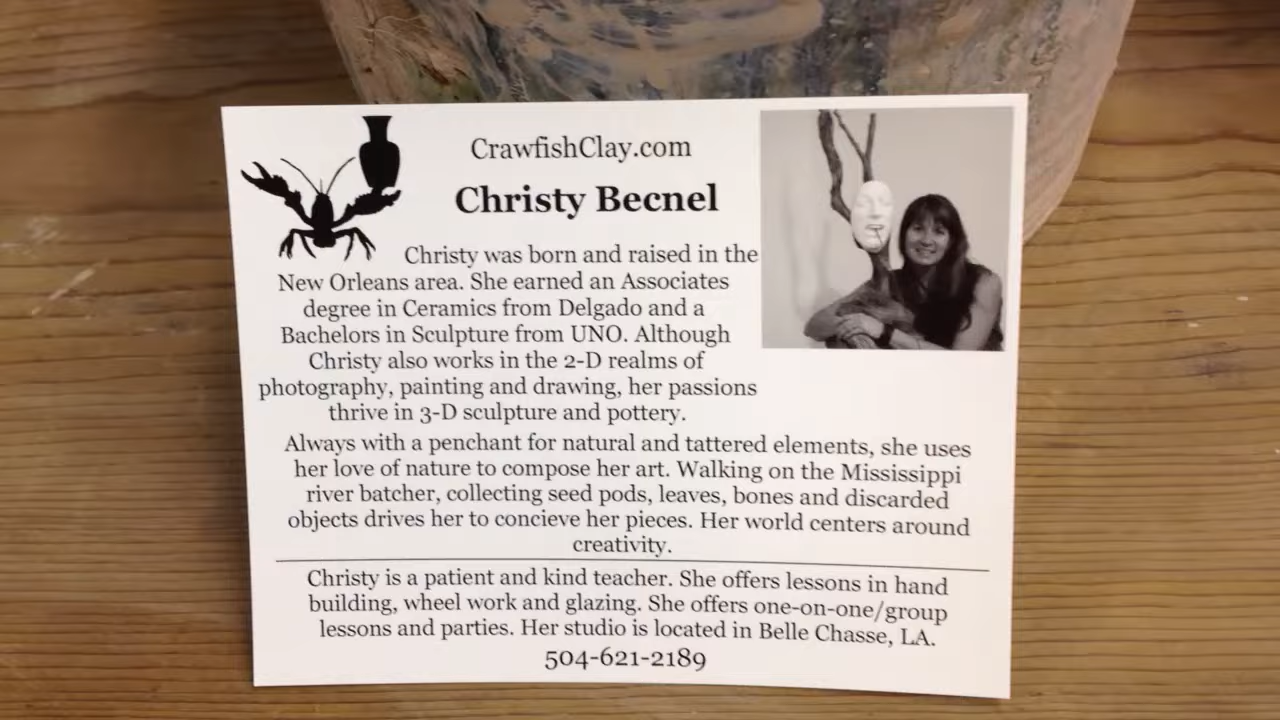 CrawfishClay.com
Christy Becnel
Christy was born and raised in the
New Orleans area. She earned an Associates
degree in Ceramics from Delgado and a
Bachelors in Sculpture from UNO. Although
Christy also works in the 2-D realms of
photography, painting and drawing, her passions
thrive in 3-D sculpture and pottery.
Always with a penchant for natural and tattered elements, she uses
her love of nature to compose her art. Walking on the Mississippi
river batcher, collecting seed pods, leaves, bones and discarded
objects drives her to concieve her pieces. Her world centers around
creativity.
Christy is a patient and kind teacher. She offers lessons in hand
building, wheel work and glazing. She offers one-on-one/group
lessons and parties. Her studio is located in Belle Chasse, LA.
504-621-2189